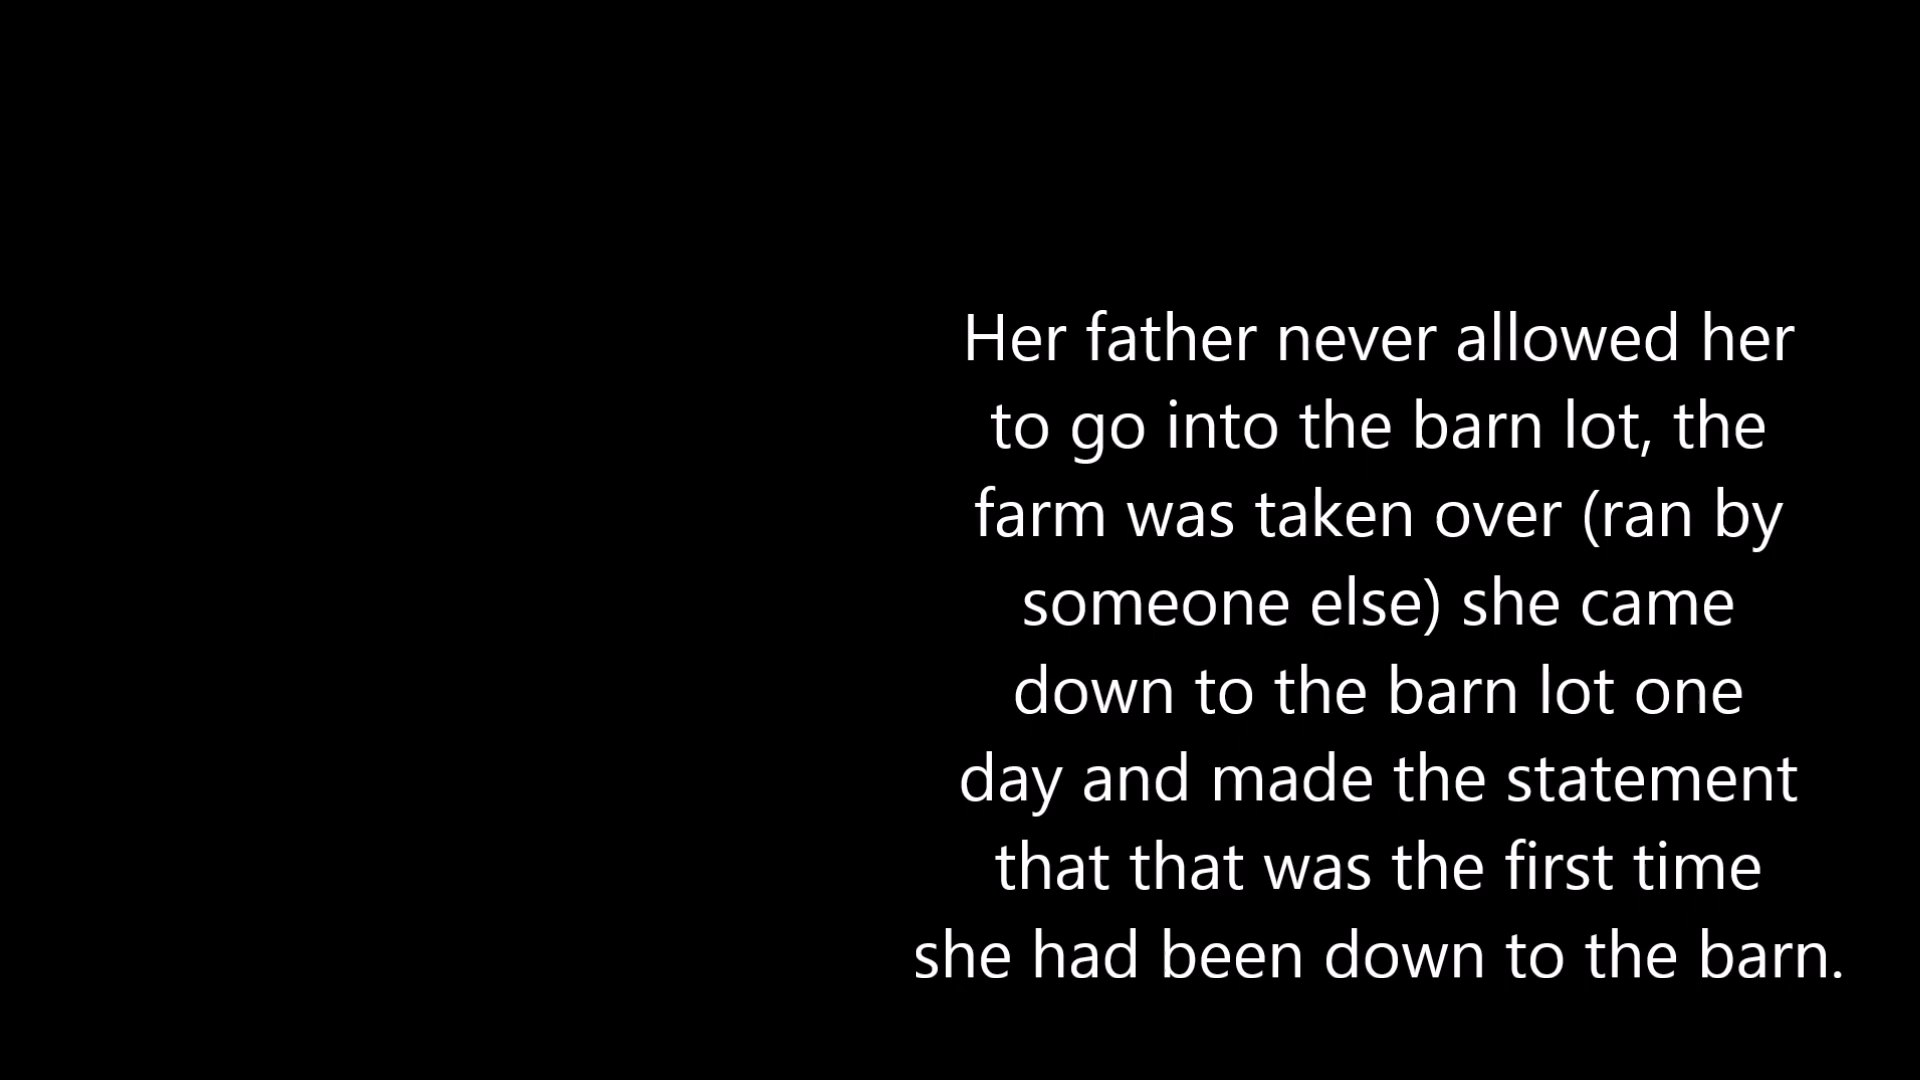 Her father never allowed her
to go into the barn lot, the
farm was taken over (ran by
someone else) she came
down to the barn lot one
day and made the statement
that that was the first time
she had been down to the barn.